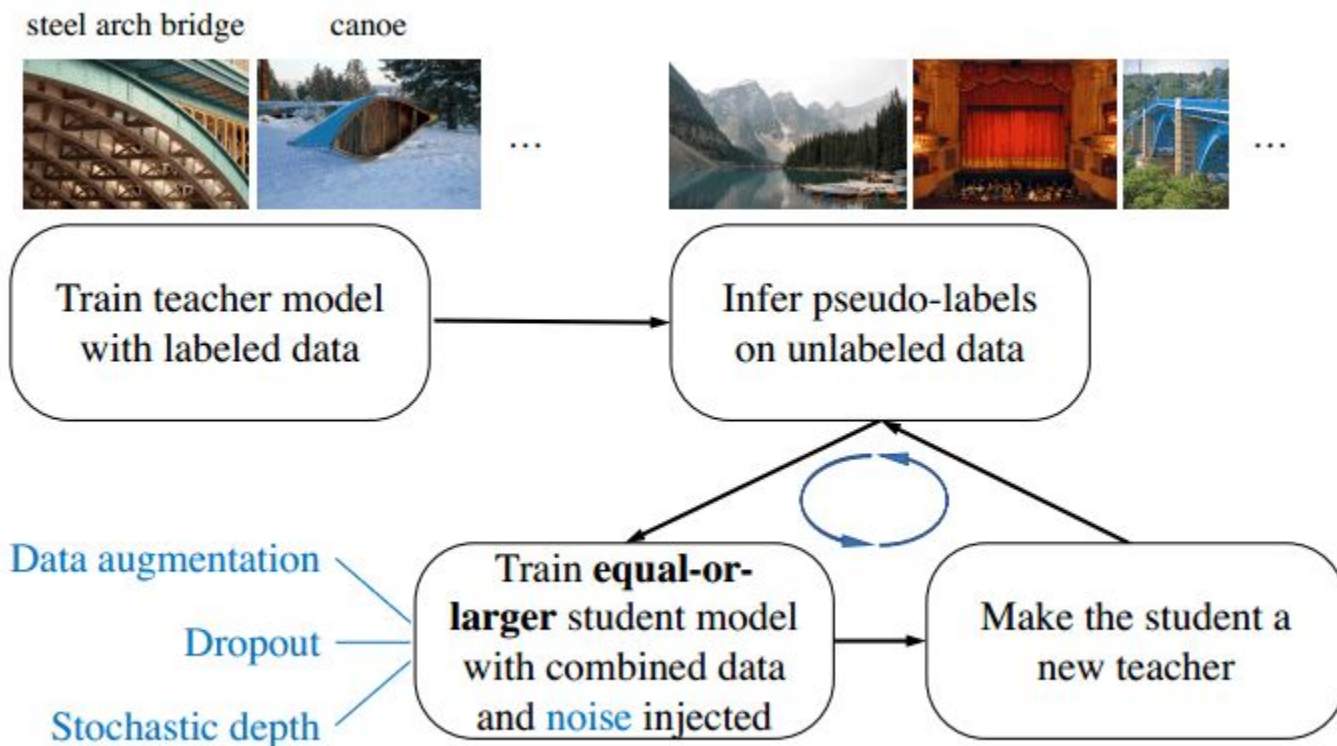 steel arch bridge
canoe
...
...
Train teacher model
with labeled data
Infer pseudo-labels
on unlabeled data
Data augmentation
Dropout
Stochastic depth
Train equal-or-
larger student model
with combined data
and noise injected
Make the student a
new teacher